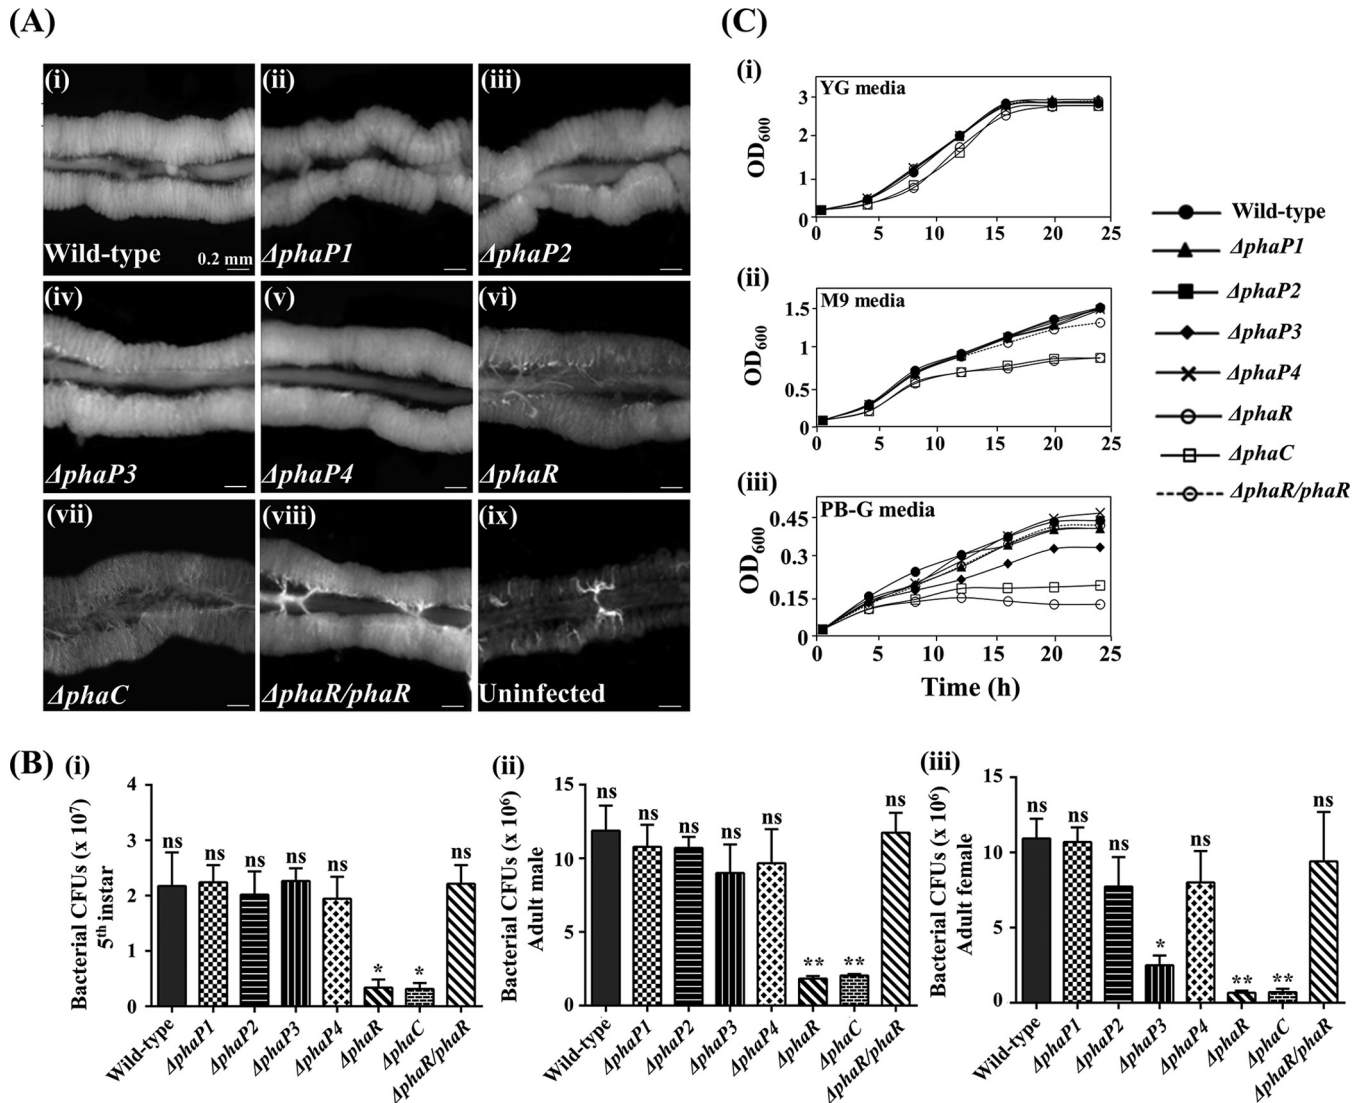 (A)
(i)
Wild-type
0.2 mm
(ii)
ΔphaP1
(iii)
ΔphaP2
(iv)
ΔphaP3
(v)
ΔphaP4
(vi)
ΔphaR
(vii)
ΔphaC
(viii)
ΔphaR/phaR
(ix)
Uninfected
(C)
(i)
YG media
OD600
3
2
1
0
0 5 10 15 20 25
(ii)
M9 media
OD600
1.5
1
0.5
0
0 5 10 15 20 25
(iii)
PB-G media
OD600
0.45
0.3
0.15
0
0 5 10 15 20 25
Time (h)
Wild-type
ΔphaP1
ΔphaP2
ΔphaP3
ΔphaP4
ΔphaR
ΔphaC
ΔphaR/phaR
(B)
(i)
Bacterial CFUs (x 10⁷)
5th instar
4
3
2
1
0
ns ns ns ns ns * * ns
Wild-type ΔphaP1 ΔphaP2 ΔphaP3 ΔphaP4 ΔphaR ΔphaC ΔphaR/phaR
(ii)
Bacterial CFUs (x 10⁶)
Adult male
15
10
5
0
ns ns ns ns ns ** ** ns
Wild-type ΔphaP1 ΔphaP2 ΔphaP3 ΔphaP4 ΔphaR ΔphaC ΔphaR/phaR
(iii)
Bacterial CFUs (x 10⁶)
Adult female
15
10
5
0
ns ns ns * ns ** ** ns
Wild-type ΔphaP1 ΔphaP2 ΔphaP3 ΔphaP4 ΔphaR ΔphaC ΔphaR/phaR